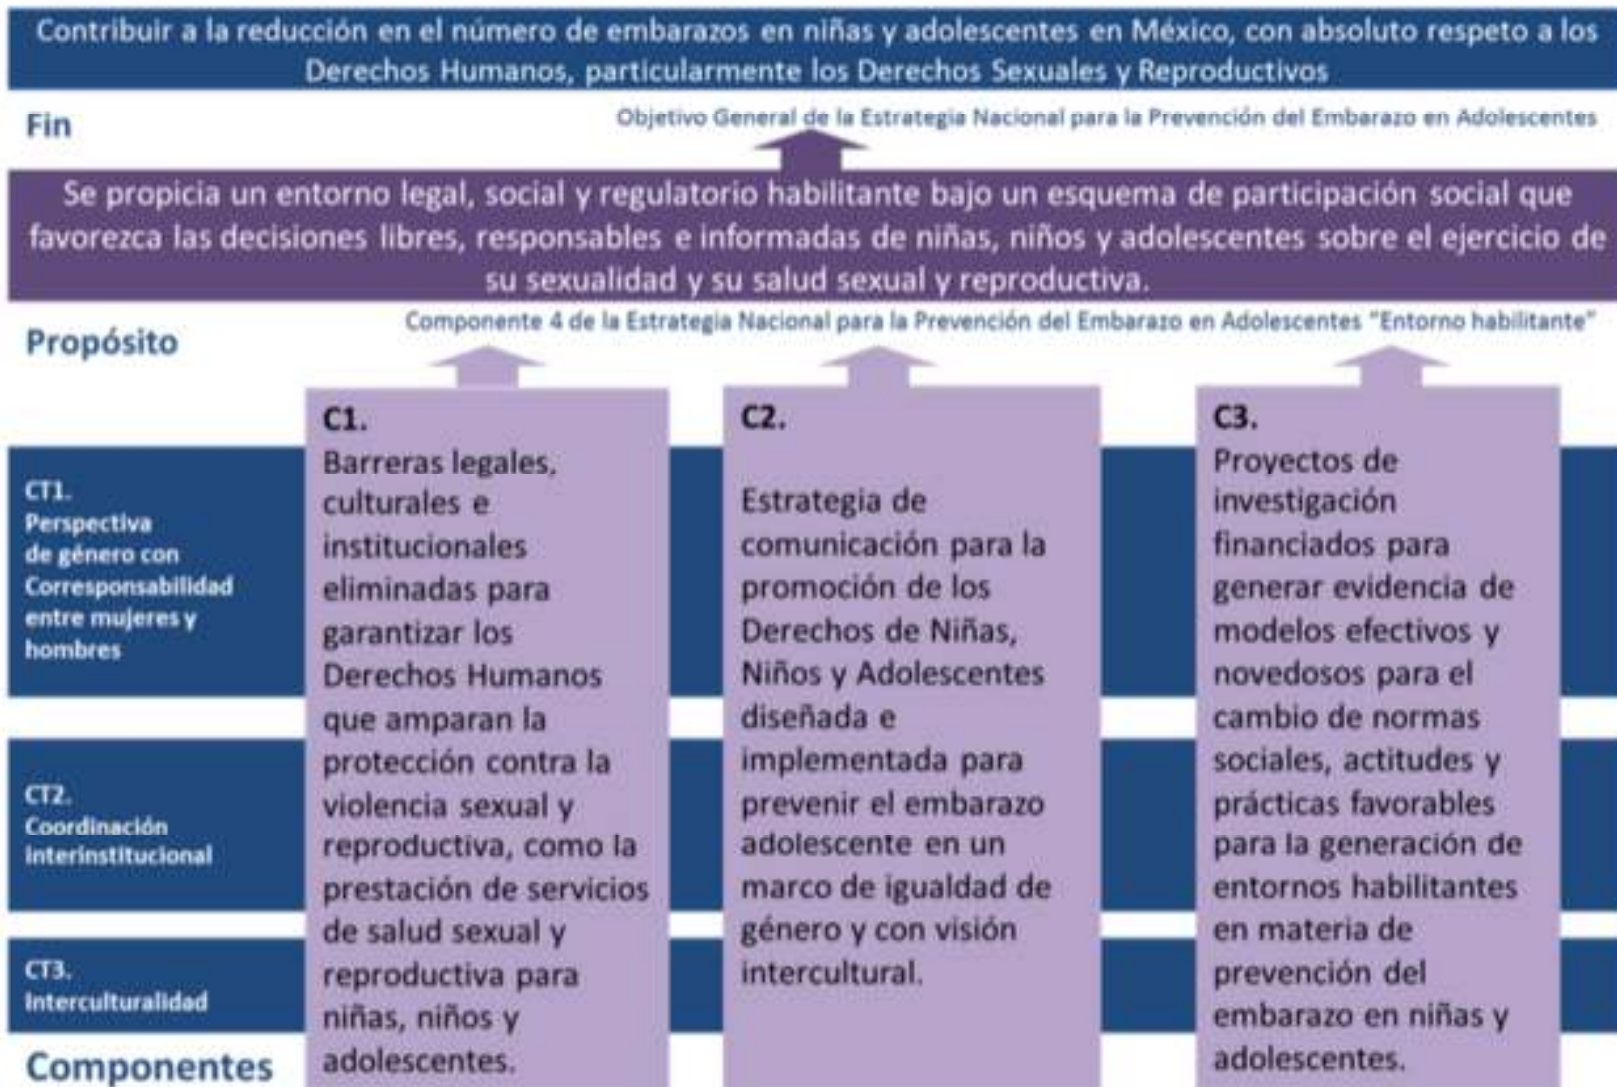 Contribuir a la reducción en el número de embarazos en niñas y adolescentes en México, con absoluto respeto a los
Derechos Humanos, particularmente los Derechos Sexuales y Reproductivos
Fin
Objetivo General de la Estrategia Nacional para la Prevención del Embarazo en Adolescentes
Se propicia un entorno legal, social y regulatorio habilitante bajo un esquema de participación social que
favorezca las decisiones libres, responsables e informadas de niñas, niños y adolescentes sobre el ejercicio de
su sexualidad y su salud sexual y reproductiva.
Propósito
Componente 4 de la Estrategia Nacional para la Prevención del Embarazo en Adolescentes "Entorno habilitante"
CT1.
Perspectiva
de género con
Corresponsabilidad
entre mujeres y
hombres
CT2.
Coordinación
interinstitucional
CT3.
Interculturalidad
Componentes
C1.
Barreras legales,
culturales e
institucionales
eliminadas para
garantizar los
Derechos Humanos
que amparan la
protección contra la
violencia sexual y
reproductiva, como la
prestación de servicios
de salud sexual y
reproductiva para
niñas, niños y
adolescentes.
C2.
Estrategia de
comunicación para la
promoción de los
Derechos de Niñas,
Niños y Adolescentes
diseñada e
implementada para
prevenir el embarazo
adolescente en un
marco de igualdad de
género y con visión
intercultural.
C3.
Proyectos de
investigación
financiados para
generar evidencia de
modelos efectivos y
novedosos para el
cambio de normas
sociales, actitudes y
prácticas favorables
para la generación de
entornos habilitantes
en materia de
prevención del
embarazo en niñas y
adolescentes.